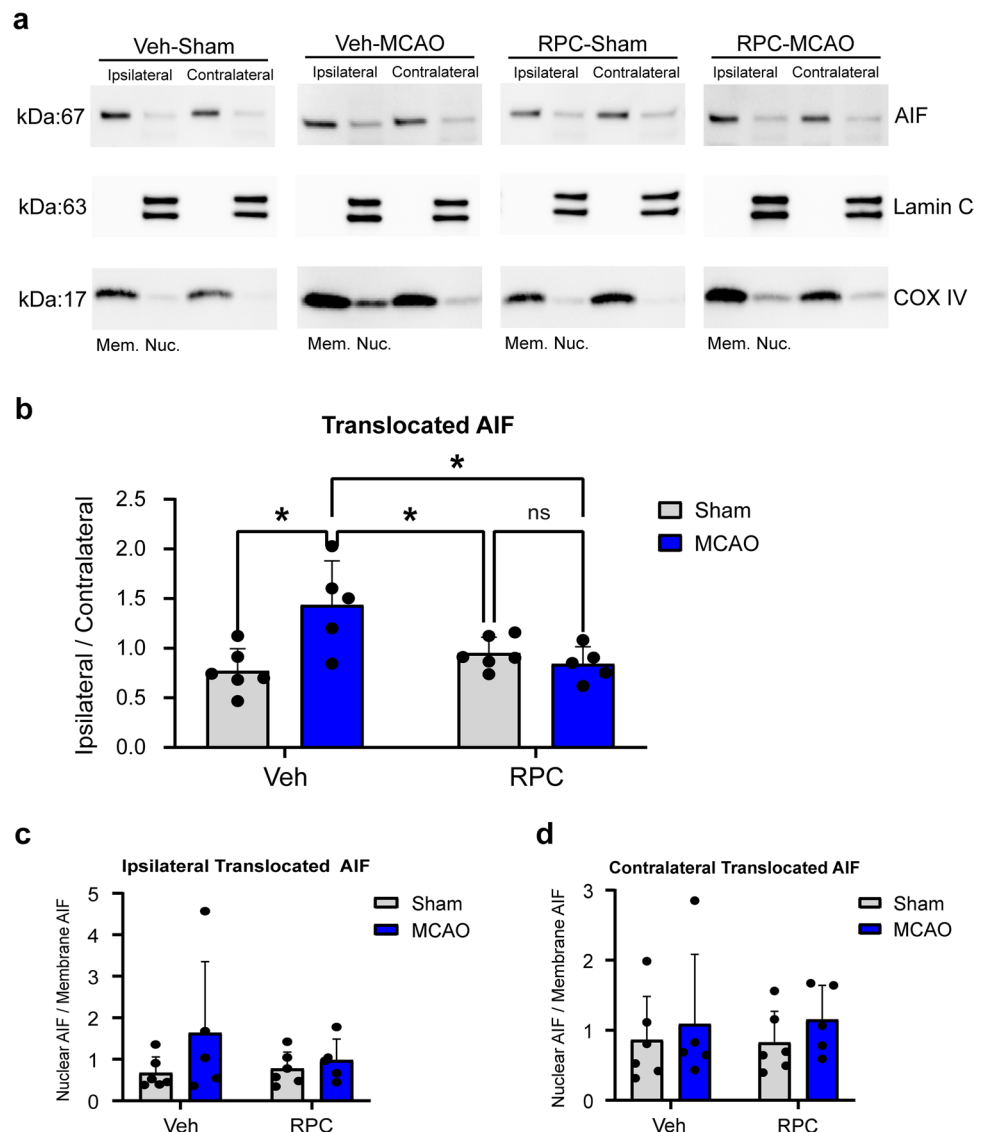 a
Veh-Sham Veh-MCAO RPC-Sham RPC-MCAO
Ipsilateral Contralateral Ipsilateral Contralateral Ipsilateral Contralateral Ipsilateral Contralateral
kDa:67 AIF
kDa:63 Lamin C
kDa:17 COX IV
Mem. Nuc. Mem. Nuc. Mem. Nuc. Mem. Nuc.
b
Translocated AIF
*
* * ns
2.5
2.0
1.5
1.0
0.5
0.0
Ipsilateral / Contralateral
Sham
MCAO
Veh RPC
c
Ipsilateral Translocated AIF
5
4
3
2
1
0
Nuclear AIF / Membrane AIF
Sham
MCAO
Veh RPC
d
Contralateral Translocated AIF
3
2
1
0
Nuclear AIF / Membrane AIF
Sham
MCAO
Veh RPC